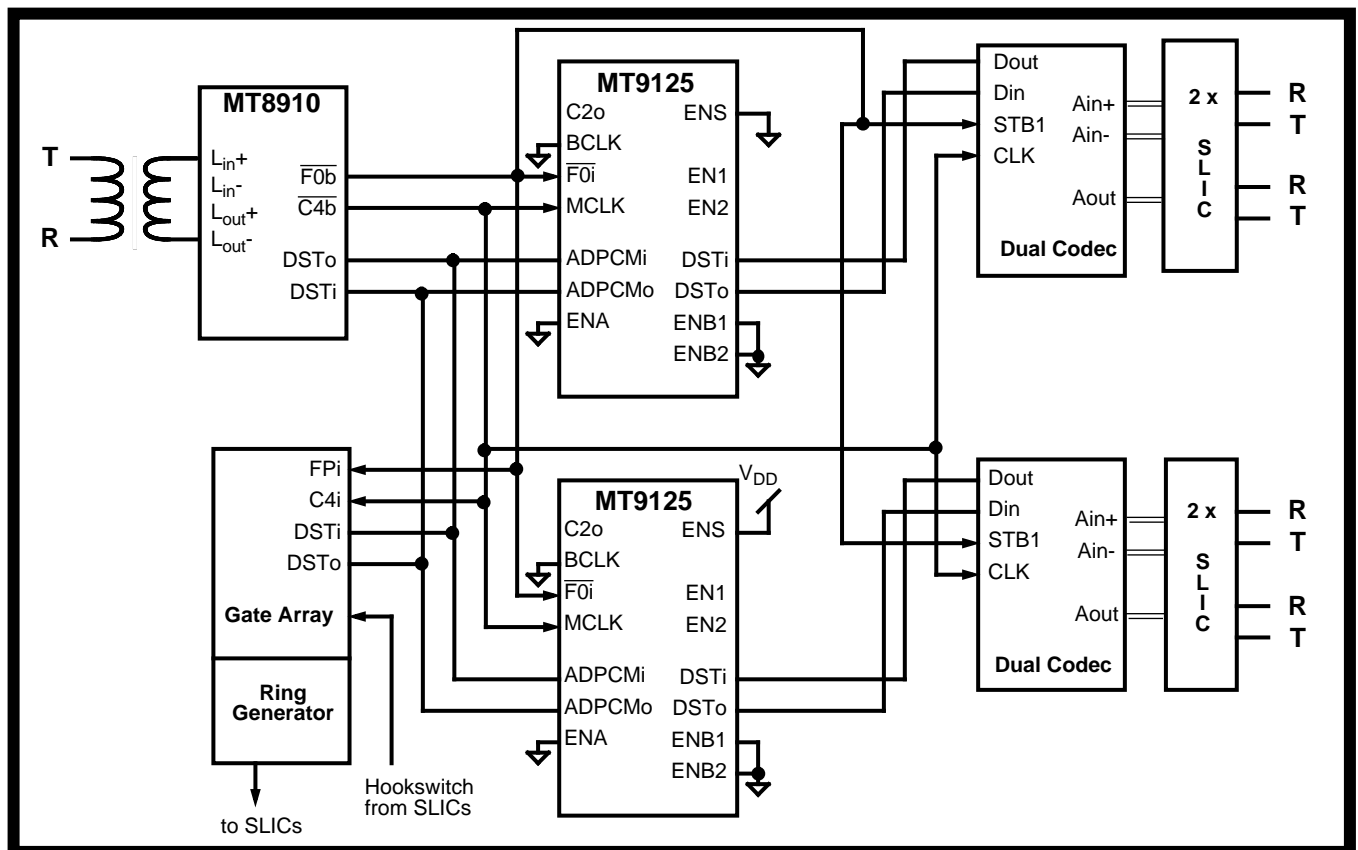 MT8910
T
R
Lin+
Lin-
Lout+
Lout-
F0b
C4b
DSTo
DSTi
MT9125
C2o
BCLK
F0i
MCLK
ADPCMi
ADPCMo
ENA
ENS
EN1
EN2
DSTi
DSTo
ENB1
ENB2
Dout
Din
STB1
CLK
Ain+
Ain-
Aout
Dual Codec
2 x
S
L
I
C
R
T
R
T
FPi
C4i
DSTi
DSTo
Gate Array
Ring
Generator
to SLICs
Hookswitch
from SLICs
MT9125
VDD
C2o
BCLK
F0i
MCLK
ADPCMi
ADPCMo
ENA
ENS
EN1
EN2
DSTi
DSTo
ENB1
ENB2
Dout
Din
STB1
CLK
Ain+
Ain-
Aout
Dual Codec
2 x
S
L
I
C
R
T
R
T